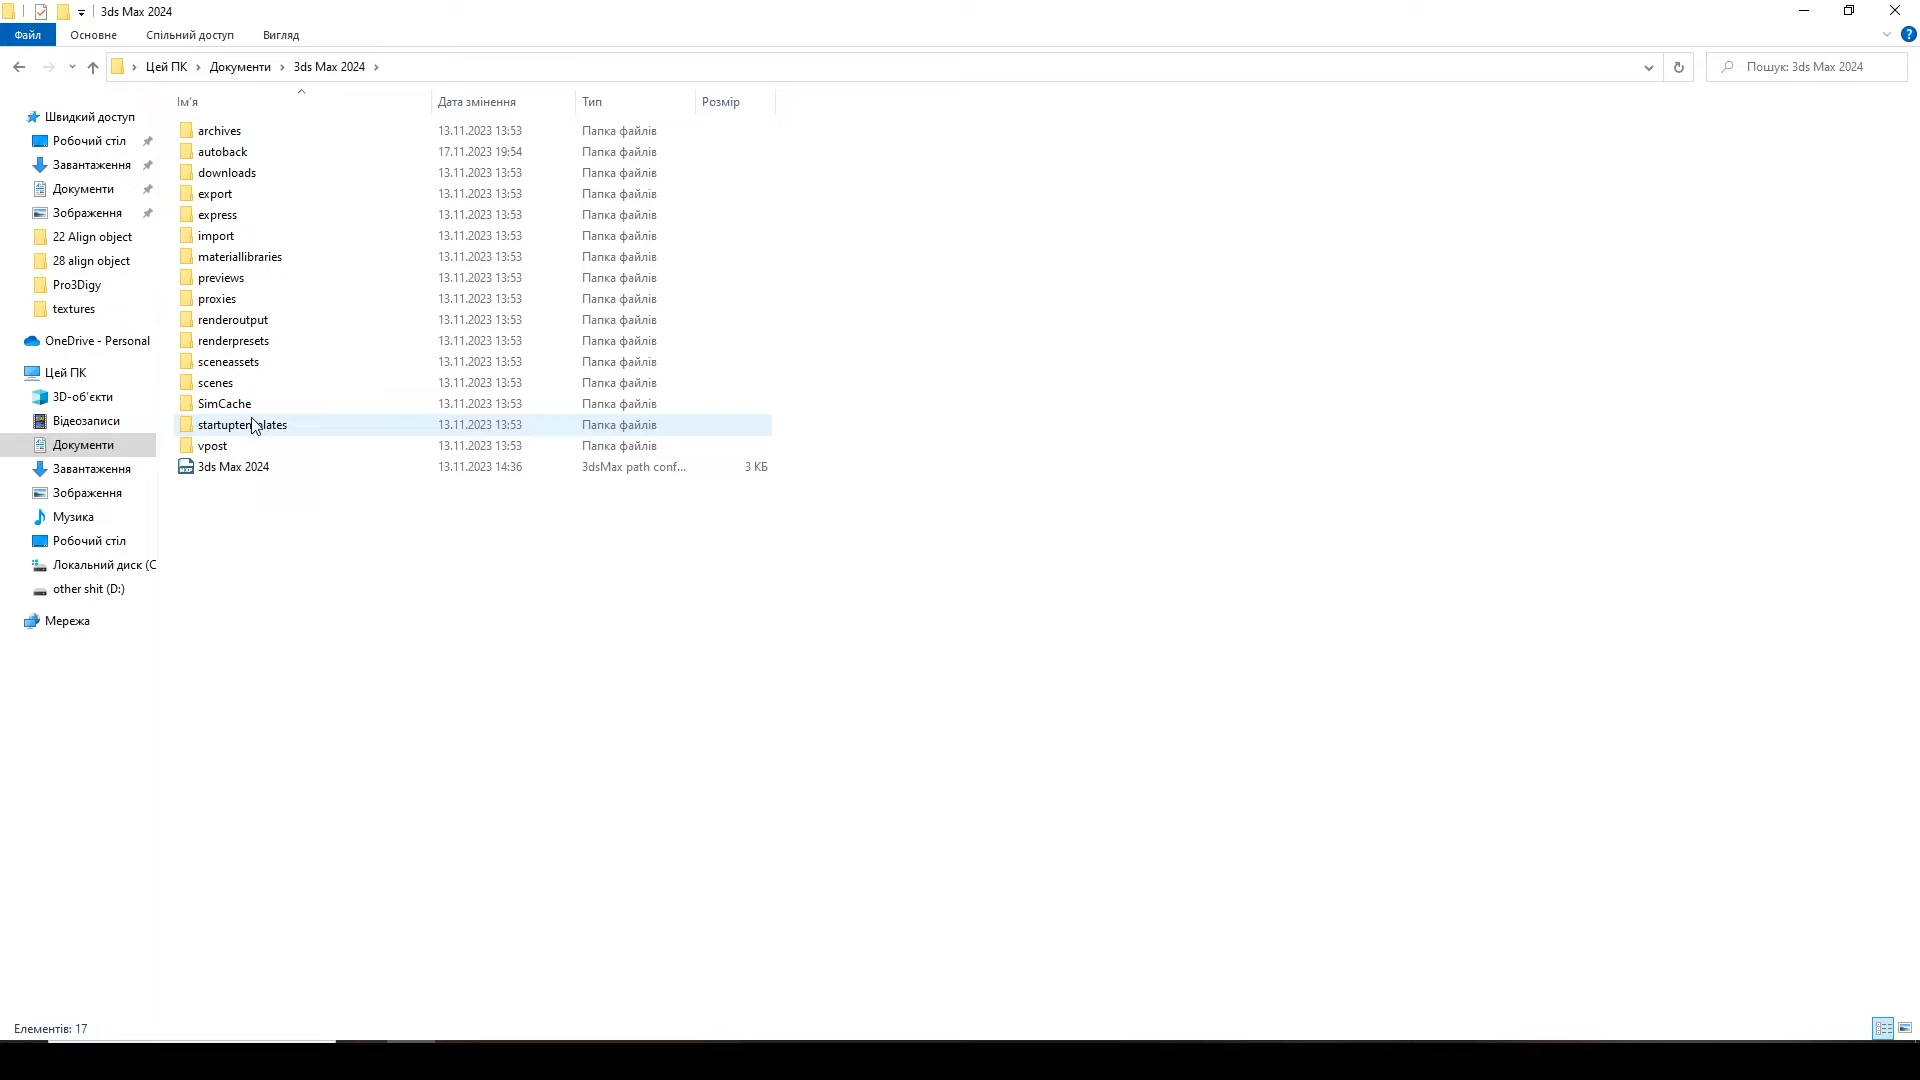 3ds Max 2024
Файл Основне Спільний доступ Вигляд
Цей ПК Документи 3ds Max 2024 Пошук: 3ds Max 2024
Ім'я Дата змінення Тип Розмір
Швидкий доступ
Робочий стіл
Завантаження
Документи
Зображення
22 Align object
28 align object
Pro3Digy
textures
OneDrive - Personal
Цей ПК
3D-об'єкти
Відеозаписи
Документи
Завантаження
Зображення
Музика
Робочий стіл
Локальний диск (C
other shit (D:)
Мережа
archives 13.11.2023 13:53 Папка файлів
autoback 17.11.2023 19:54 Папка файлів
downloads 13.11.2023 13:53 Папка файлів
export 13.11.2023 13:53 Папка файлів
express 13.11.2023 13:53 Папка файлів
import 13.11.2023 13:53 Папка файлів
materiallibraries 13.11.2023 13:53 Папка файлів
previews 13.11.2023 13:53 Папка файлів
proxies 13.11.2023 13:53 Папка файлів
renderoutput 13.11.2023 13:53 Папка файлів
renderpresets 13.11.2023 13:53 Папка файлів
sceneassets 13.11.2023 13:53 Папка файлів
scenes 13.11.2023 13:53 Папка файлів
SimCache 13.11.2023 13:53 Папка файлів
startuptemplates 13.11.2023 13:53 Папка файлів
vpost 13.11.2023 13:53 Папка файлів
3ds Max 2024 13.11.2023 14:36 3dsMax path conf... 3 КБ
Елементів: 17